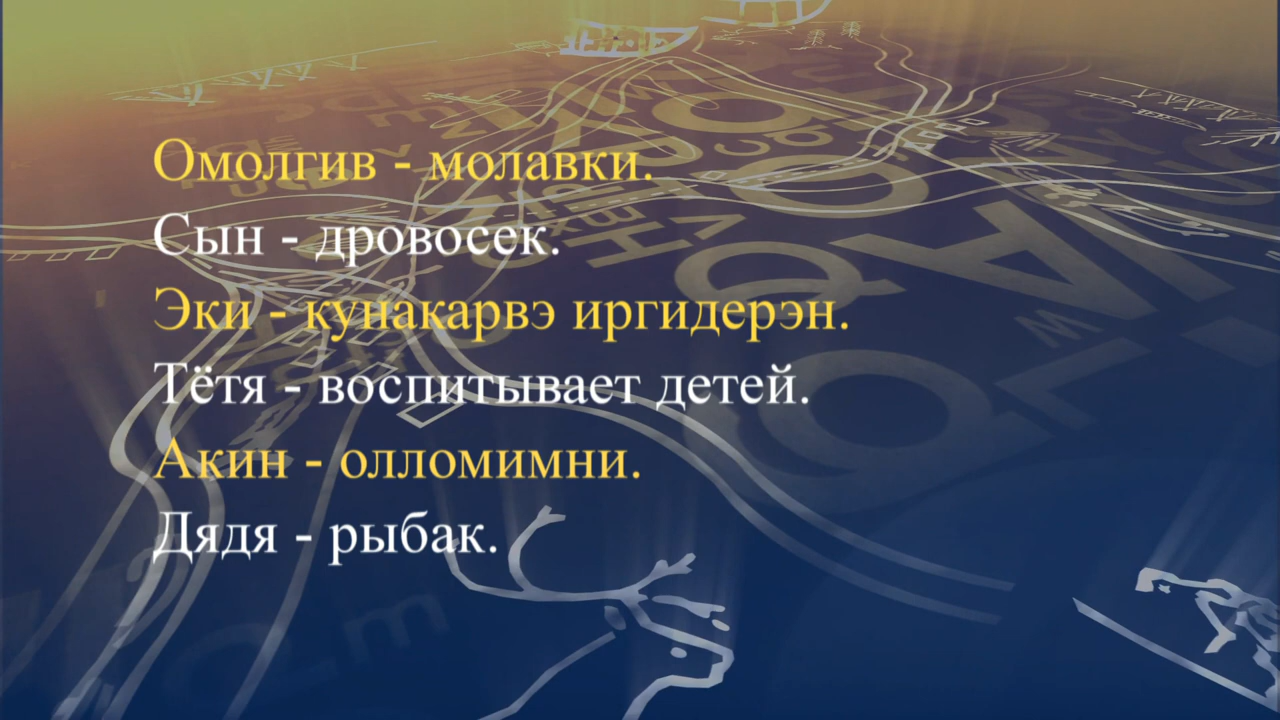 Омолгив - молавки.
Сын - дровосек.
Эки - кунакарвэ иргидерэн.
Тётя - воспитывает детей.
Акин - олломимни.
Дядя - рыбак.